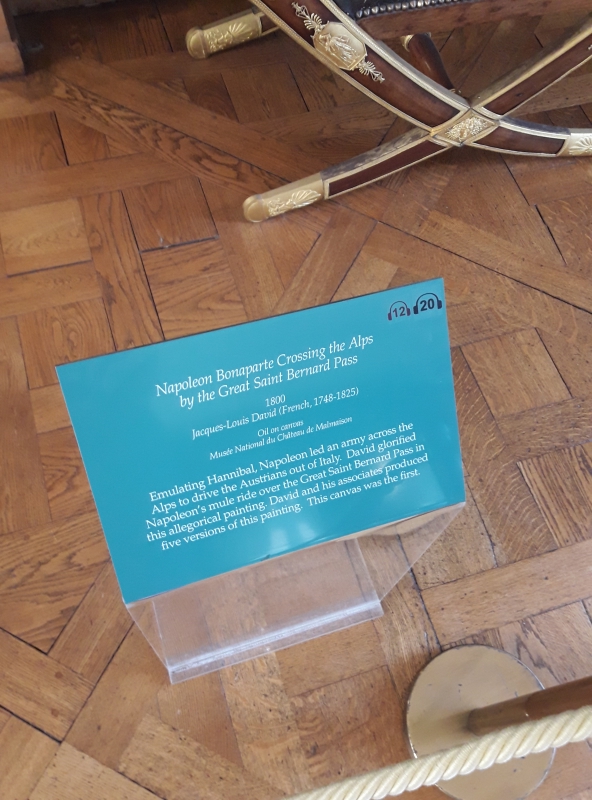 12 20
Napoleon Bonaparte Crossing the Alps
by the Great Saint Bernard Pass
1800
Jacques-Louis David (French, 1748-1825)
Oil on canvas
Musée National du Château de Malmaison
Emulating Hannibal, Napoleon led an army across the
Alps to drive the Austrians out of Italy. David glorified
Napoleon's mule ride over the Great Saint Bernard Pass in
this allegorical painting. David and his associates produced
five versions of this painting. This canvas was the first.